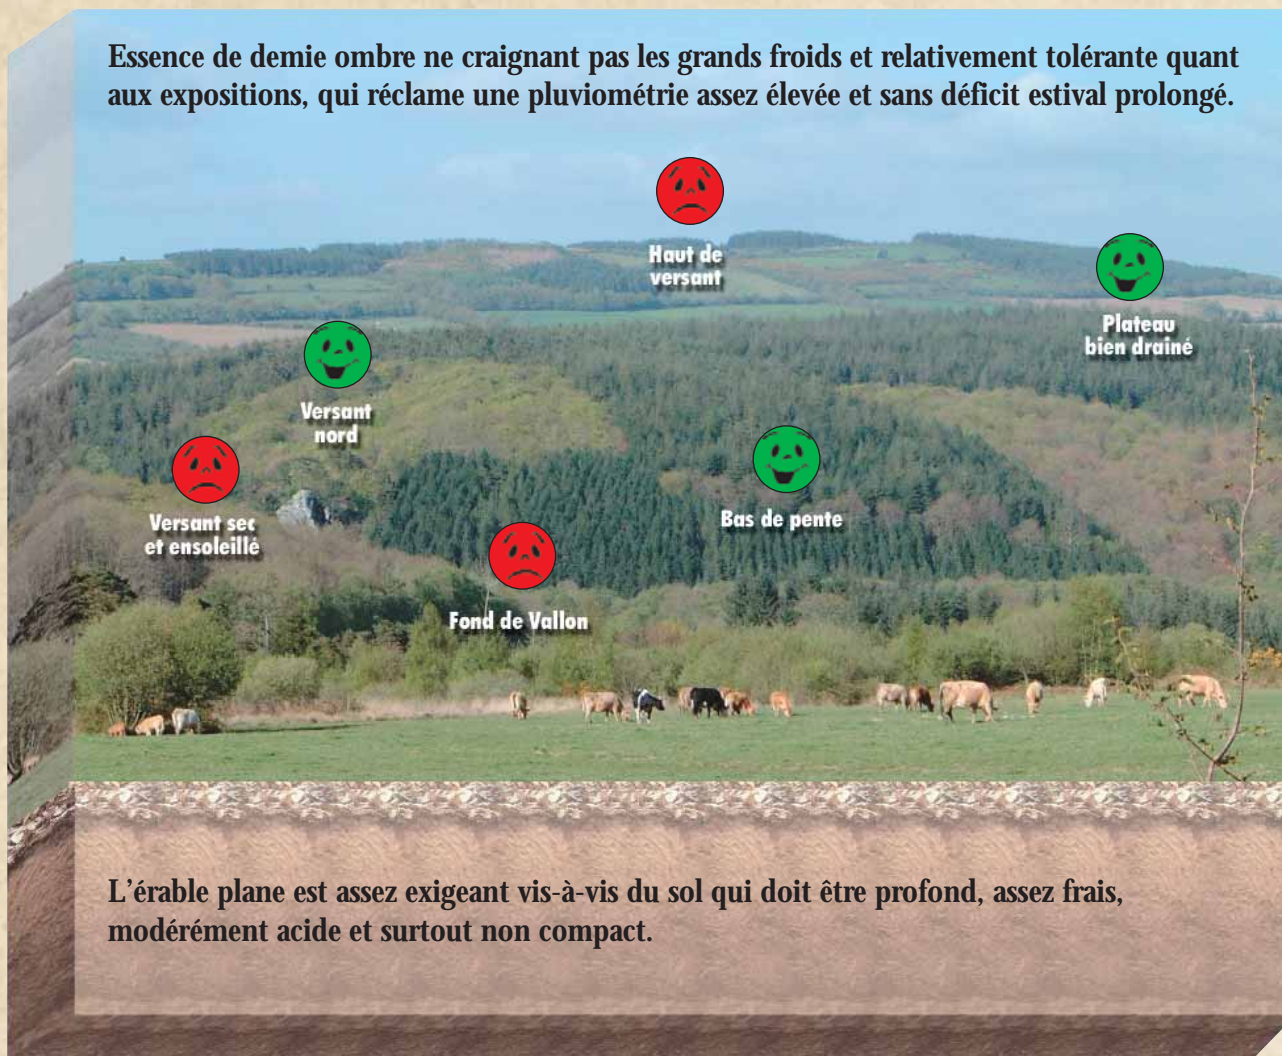 Essence de demie ombre ne craignant pas les grands froids et relativement tolérante quant
aux expositions, qui réclame une pluviométrie assez élevée et sans déficit estival prolongé.
Haut de
versant
Plateau
bien drainé
Versant
nord
Versant sec
et ensoleillé
Bas de pente
Fond de Vallon
L'érable plane est assez exigeant vis-à-vis du sol qui doit être profond, assez frais,
modérément acide et surtout non compact.